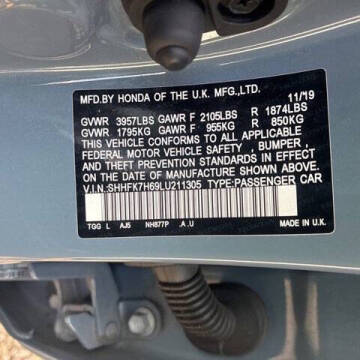 MFD.BY HONDA OF THE U.K. MFG.,LTD.
11/19
GVWR 3957LBS GAWR F 2105LBS R 1874LBS
GVWR 1795KG GAWR F 955KG R 850KG
THIS VEHICLE CONFORMS TO ALL APPLICABLE
FEDERAL MOTOR VEHICLE SAFETY , BUMPER ,
AND THEFT PREVENTION STANDARDS IN EFFECT ON
THE DATE OF MANUFACTURE SHOWN ABOVE.
V.I.N:SHHFK7H69LU211305 TYPE:PASSENGER CAR
TGG L AJ5 NH877P .A .U
MADE IN U.K.